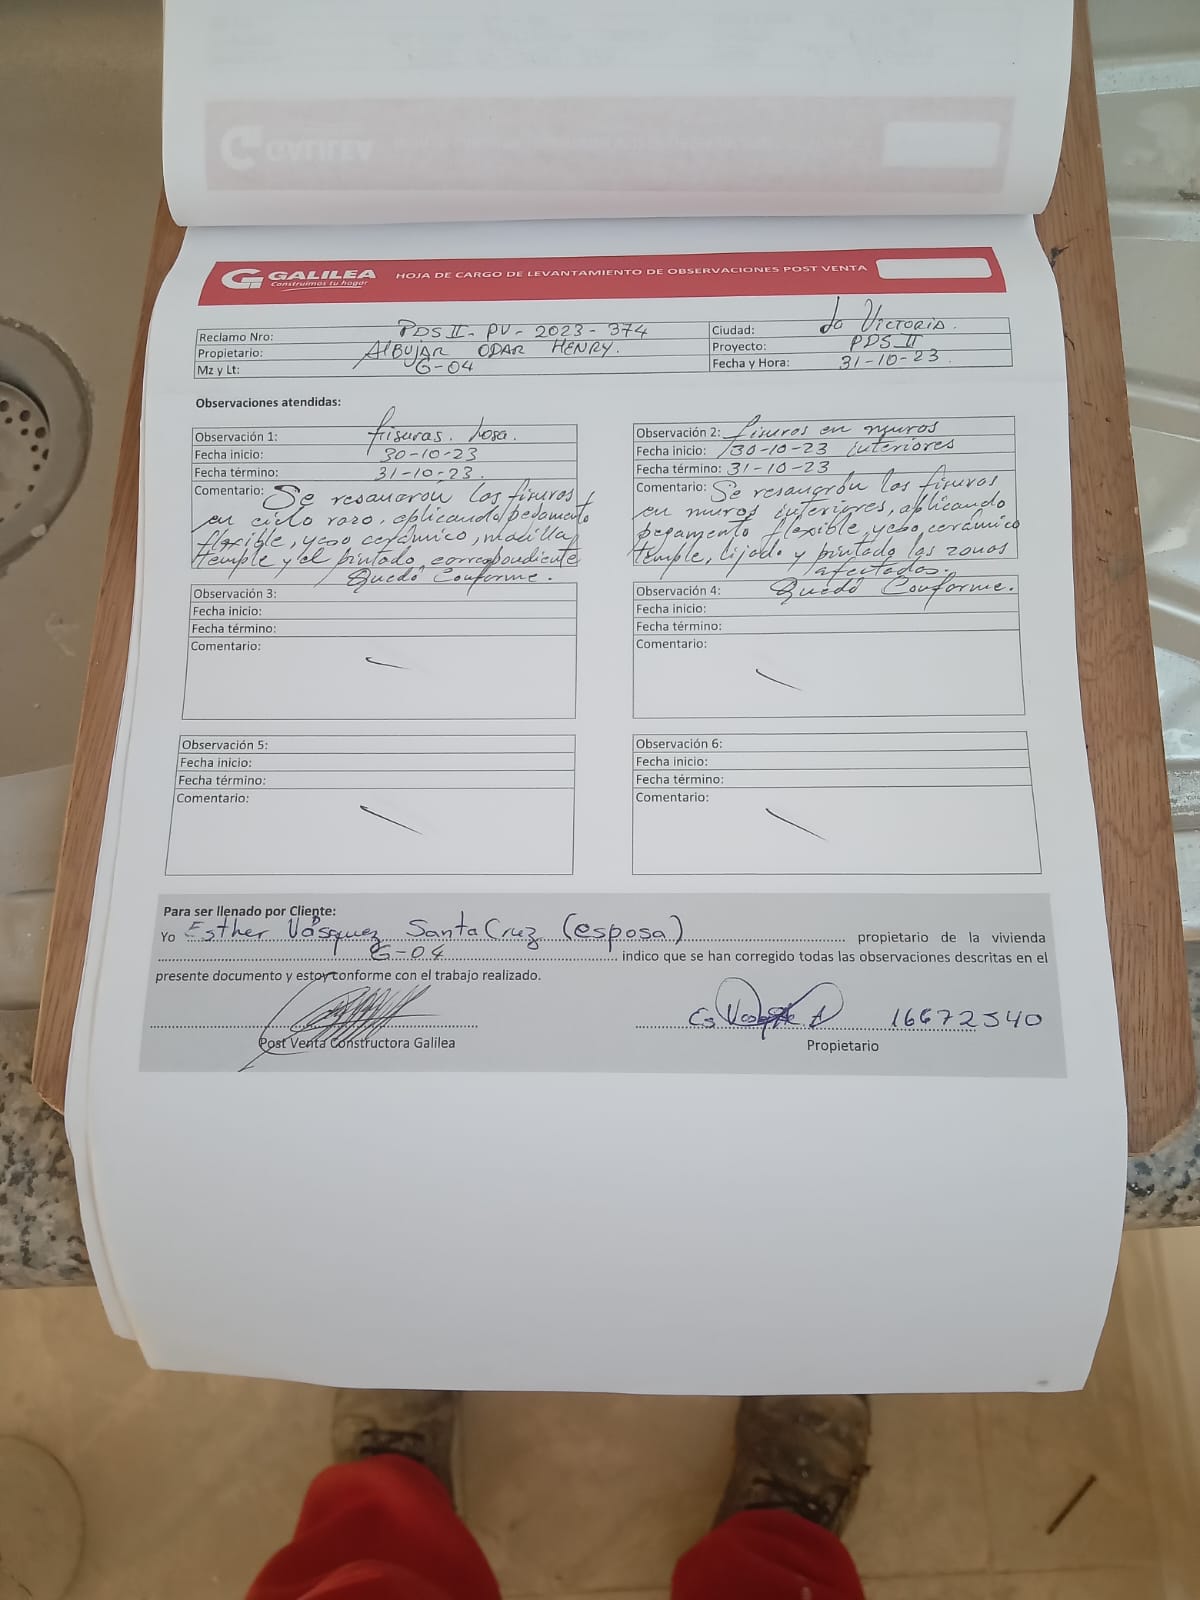 GALILEA
Construimos tu hogar
HOJA DE CARGO DE LEVANTAMIENTO DE OBSERVACIONES POST VENTA
Reclamo Nro: PDS II - PV - 2023 - 374
Ciudad: La Victoria.
Propietario: Albujar Odar Henry.
Proyecto: PDS II
Mz y Lt: G-04
Fecha y Hora: 31-10-23.
Observaciones atendidas:
Observación 1: fisuras. Losa.
Fecha inicio: 30-10-23
Fecha término: 31-10-23.
Comentario: Se resanaron las fisuras
en cielo raso, aplicando pegamento
flexible, yeso cerámico, masilla,
temple y el pintado correspondiente
Quedó Conforme.
Observación 2: fisuras en muros
Fecha inicio: 30-10-23 interiores
Fecha término: 31-10-23
Comentario: Se resanarón las fisuras
en muros interiores, aplicando
pegamento flexible, yeso, cerámico
temple, lijado y pintado las zonas
afectadas.
Quedó Conforme.
Observación 3:
Fecha inicio:
Fecha término:
Comentario:
Observación 4:
Fecha inicio:
Fecha término:
Comentario:
Observación 5:
Fecha inicio:
Fecha término:
Comentario:
Observación 6:
Fecha inicio:
Fecha término:
Comentario:
Para ser llenado por Cliente:
Yo Esther Vásquez Santa Cruz (esposa) propietario de la vivienda
G-04 indico que se han corregido todas las observaciones descritas en el
presente documento y estoy conforme con el trabajo realizado.
16672540
Post Venta Constructora Galilea
Propietario